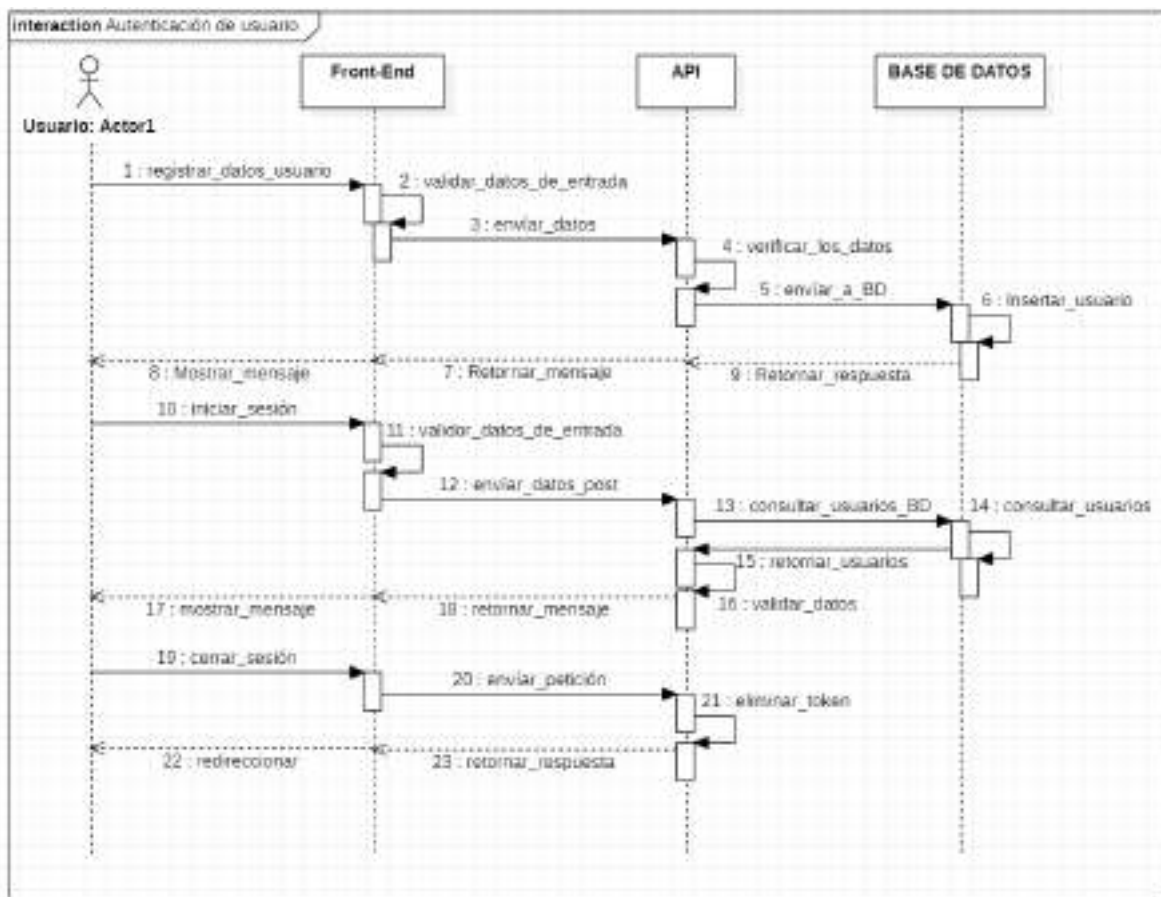 interaction Autenticación de usuario
Front-End
API
BASE DE DATOS
Usuario: Actor1
1 : registrar_datos_usuario
2 : validar_datos_de_entrada
3 : enviar_datos
4 : verificar_los_datos
5 : enviar_a_BD
6 : Insertar_usuario
8 : Mostrar_mensaje
7 : Retornar_mensaje
9 : Retornar_respuesta
10 : iniciar_sesión
11 : validor_datos_de_entrada
12 : enviar_datos_post
13 : consultar_usuarios_BD
14 : consultar_usuarios
15 : retornar_usuarios
16 : validar_datos
17 : mostrar_mensaje
18 : retornar_mensaje
19 : cerrar_sesión
20 : enviar_petición
21 : eliminar_token
22 : redireccionar
23 : retornar_respuesta